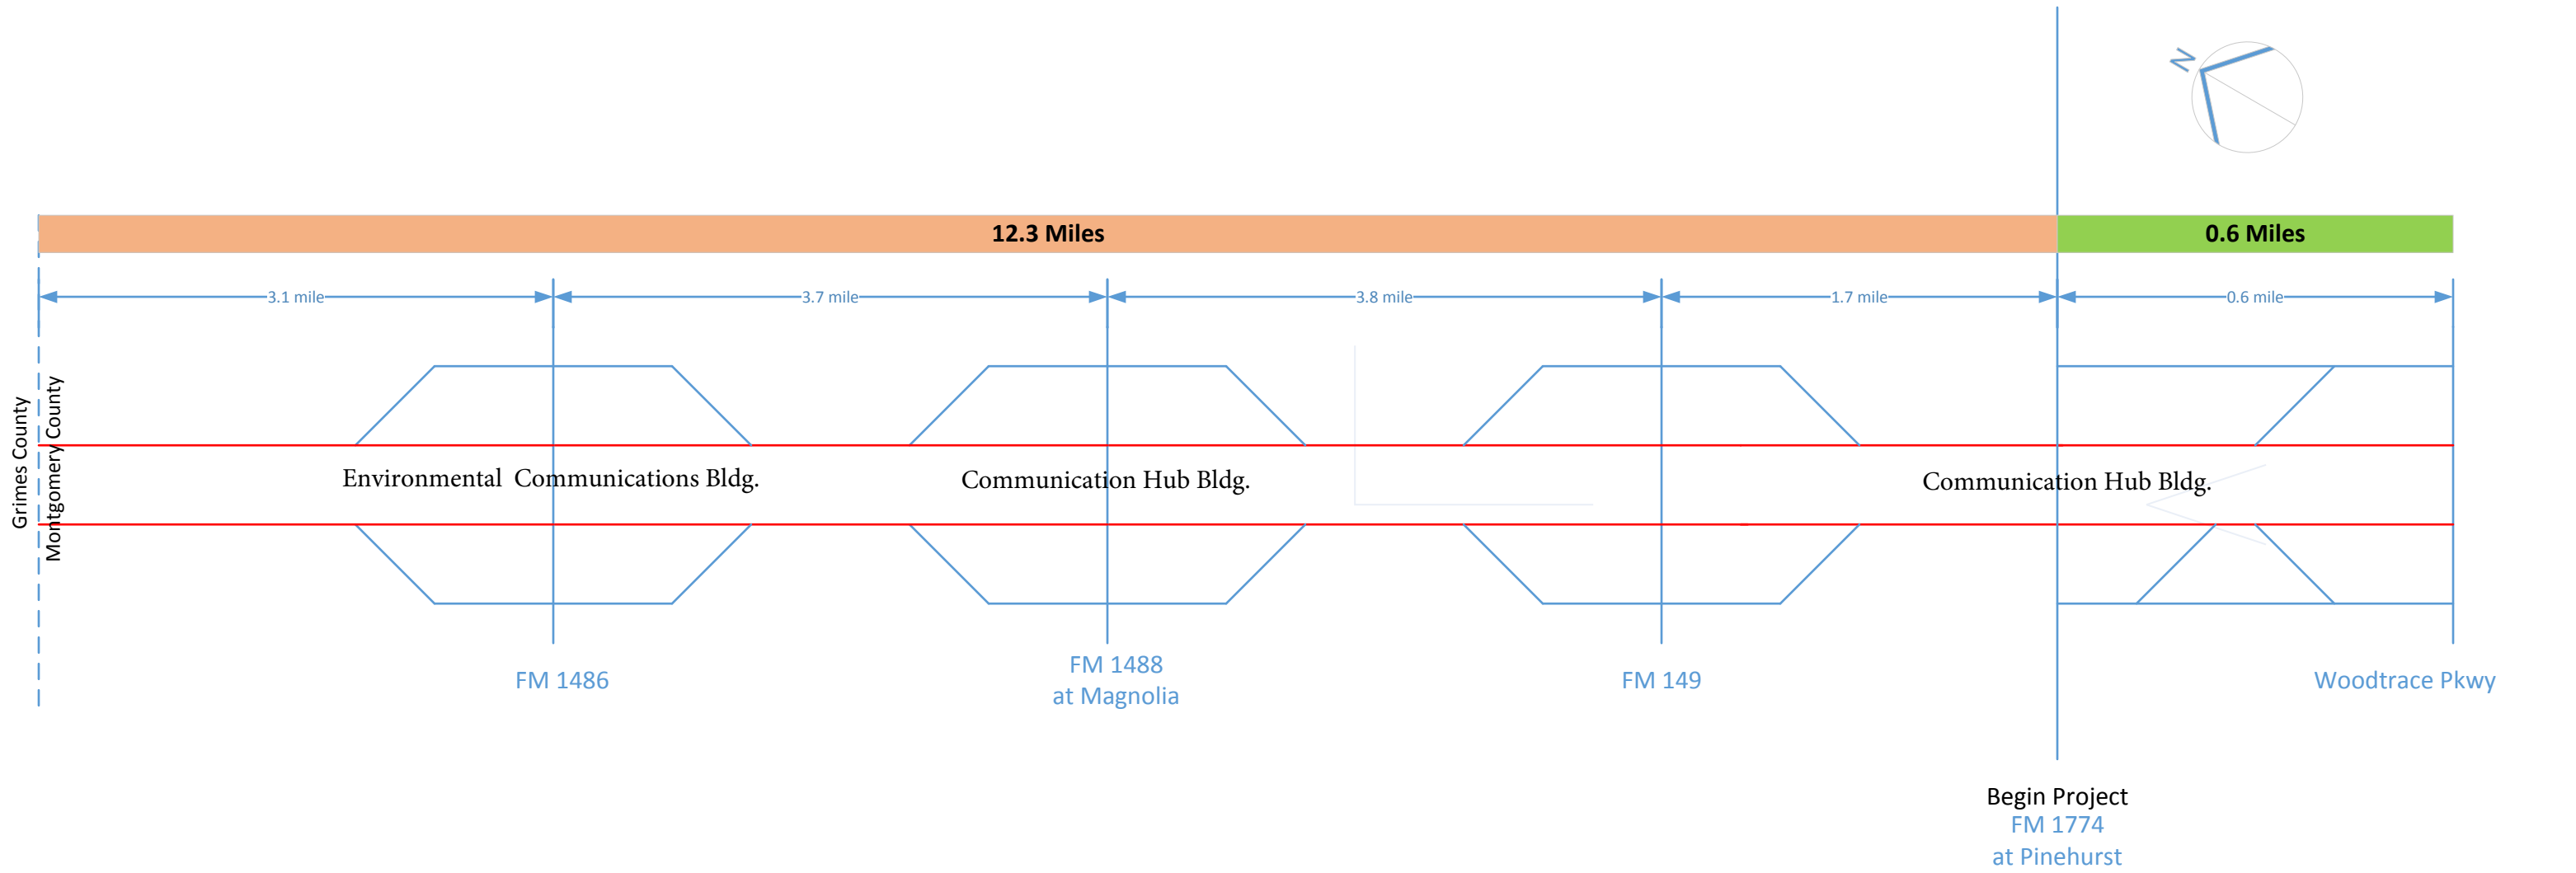 N
12.3 Miles
0.6 Miles
3.1 mile
3.7 mile
3.8 mile
1.7 mile
0.6 mile
Grimes County
Montgomery County
Environmental Communications Bldg.
Communication Hub Bldg.
Communication Hub Bldg.
FM 1486
FM 1488
at Magnolia
FM 149
Woodtrace Pkwy
Begin Project
FM 1774
at Pinehurst